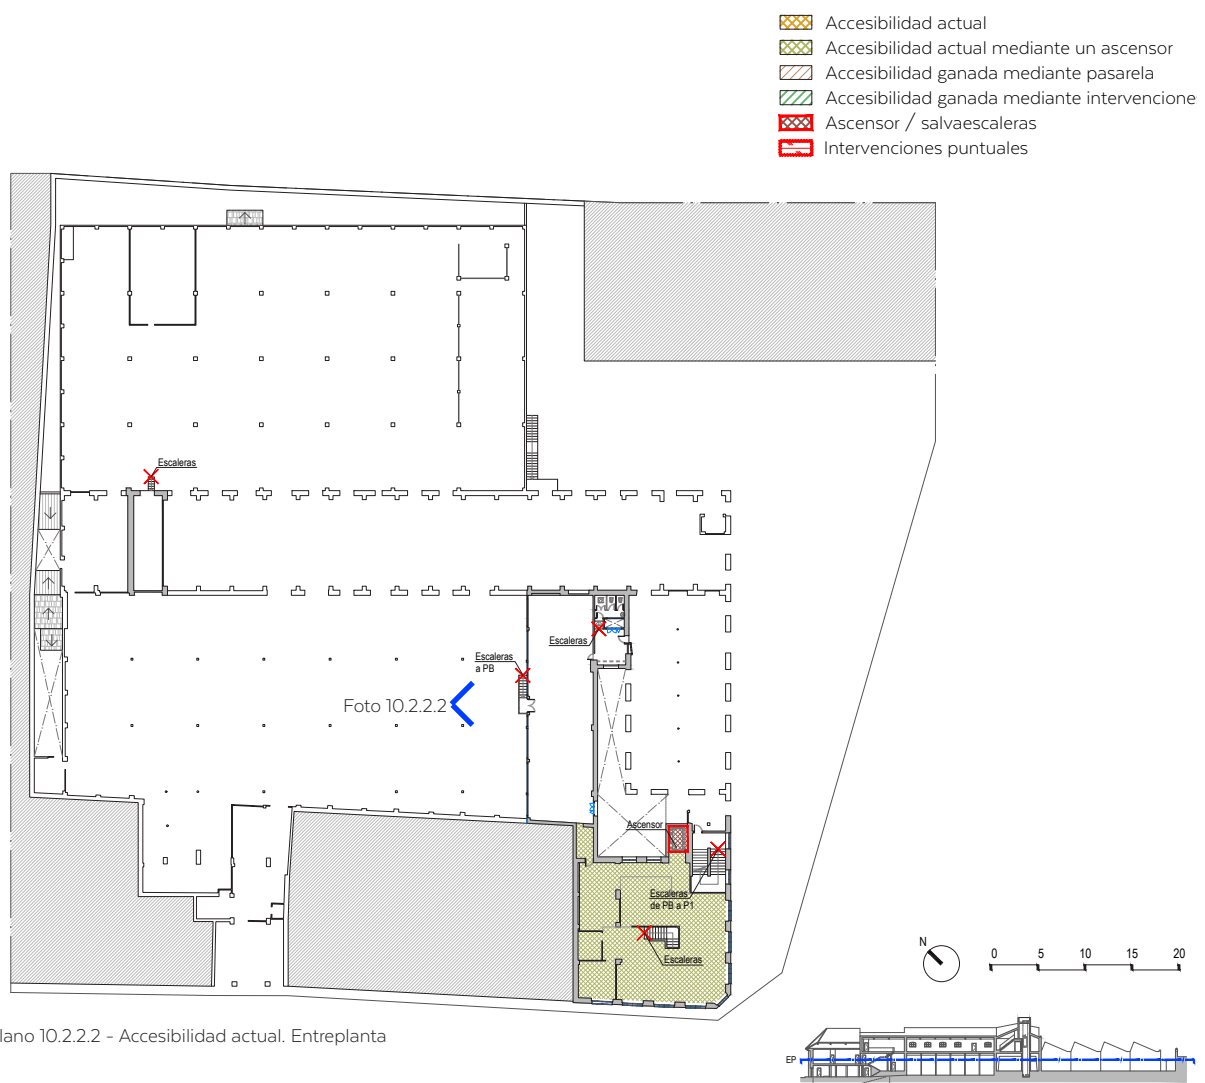 Accesibilidad actual
Accesibilidad actual mediante un ascensor
Accesibilidad ganada mediante pasarela
Accesibilidad ganada mediante intervencione
Ascensor / salvaescaleras
Intervenciones puntuales
Escaleras
Escaleras
Escaleras
a PB
Foto 10.2.2.2
Ascensor
Escaleras
de PB a P1
Escaleras
N
0 5 10 15 20
lano 10.2.2.2 - Accesibilidad actual. Entreplanta
EP